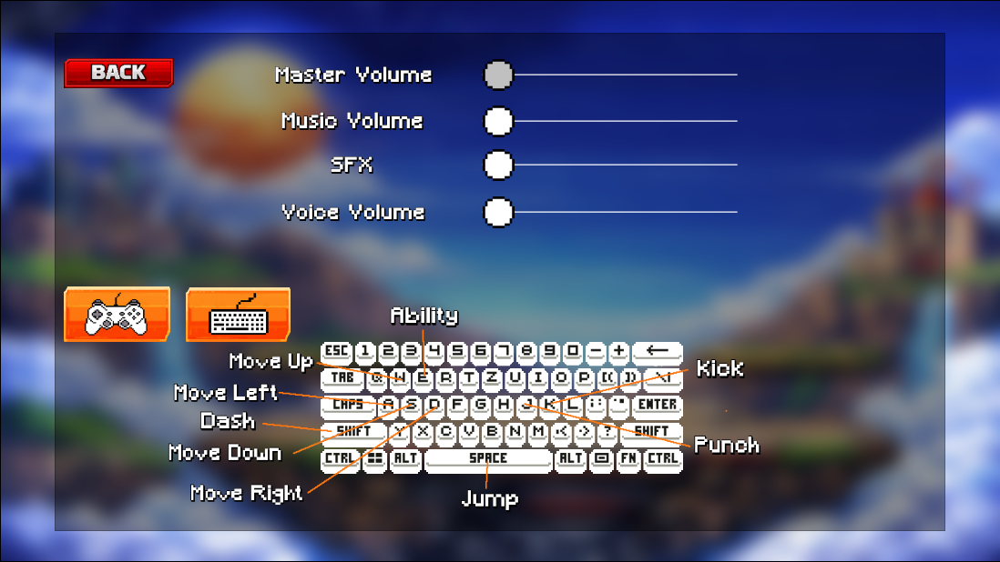 BACK
Master Volume
Music Volume
SFX
Voice Volume
Ability
Move Up
Move Left
Dash
Move Down
Move Right
Jump
Kick
Punch
ESC 1 2 3 4 5 6 7 8 9 0 - + ←
TAB Q W E R T Z U I O P [{ ]} \|
CAPS A S D F G H J K L :; '" ENTER
SHIFT Y X C V B N M < > ? SHIFT
CTRL ALT SPACE ALT FN CTRL